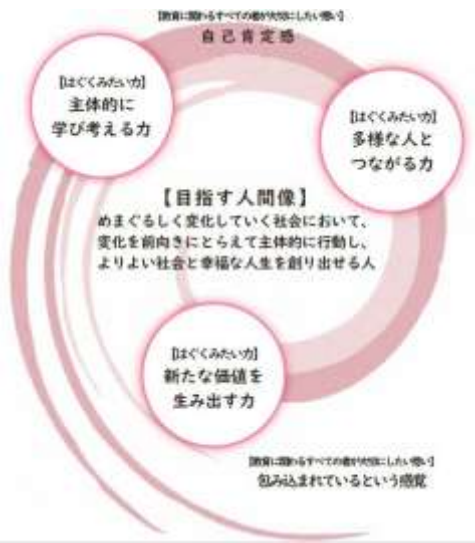 【教育に関わるすべての者が大切にしたい想い】
自己肯定感
【はぐくみたい力】
主体的に
学び考える力
【はぐくみたい力】
多様な人と
つながる力
【目指す人間像】
めまぐるしく変化していく社会において、
変化を前向きにとらえて主体的に行動し、
よりよい社会と幸福な人生を創り出せる人
【はぐくみたい力】
新たな価値を
生み出す力
【教育に関わるすべての者が大切にしたい想い】
包み込まれているという感覚